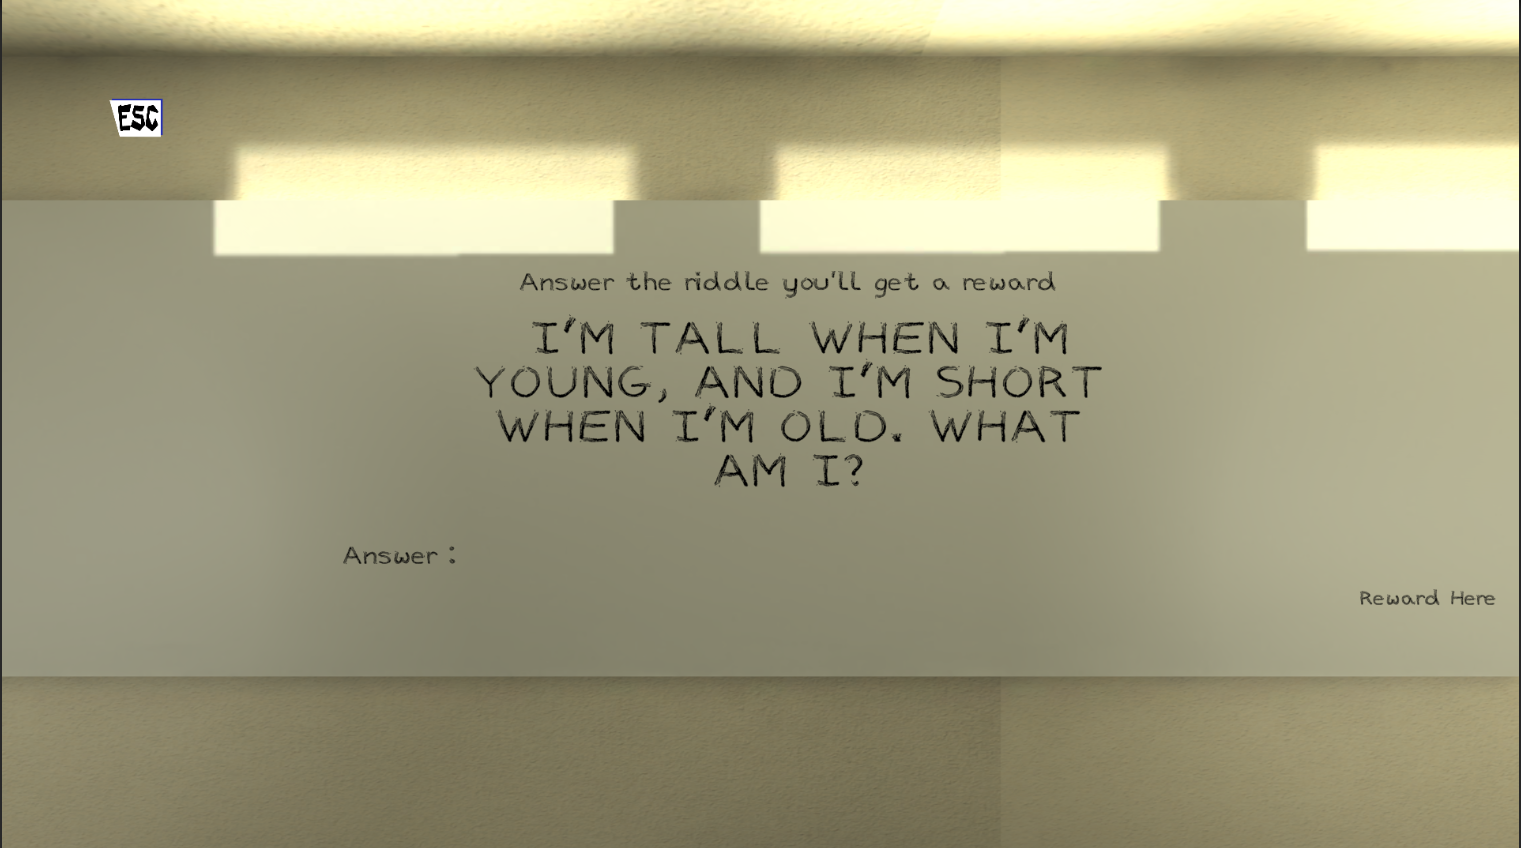 ESC
Answer the riddle you'll get a reward
I'M TALL WHEN I'M
YOUNG, AND I'M SHORT
WHEN I'M OLD. WHAT
AM I?
Answer :
Reward Here